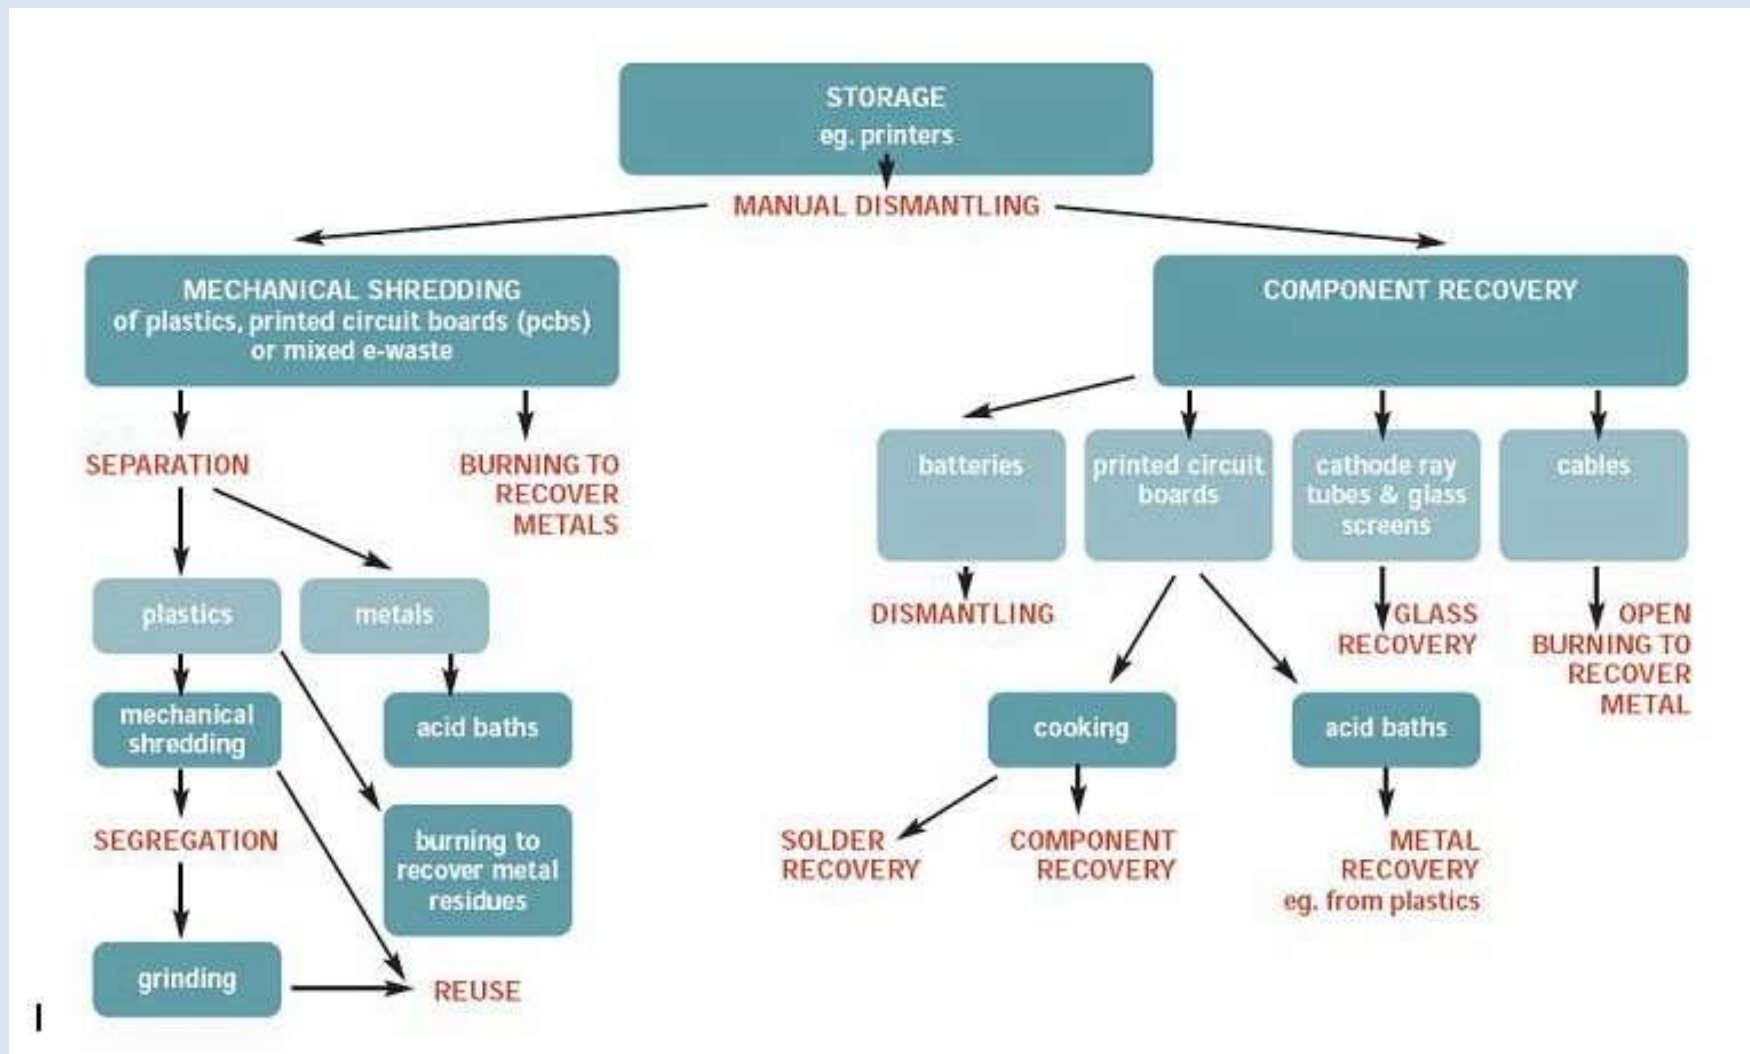 STORAGE
eg. printers
MANUAL DISMANTLING
MECHANICAL SHREDDING
of plastics, printed circuit boards (pcbs)
or mixed e-waste
COMPONENT RECOVERY
SEPARATION
BURNING TO
RECOVER
METALS
batteries
printed circuit
boards
cathode ray
tubes & glass
screens
cables
plastics
metals
DISMANTLING
GLASS
RECOVERY
OPEN
BURNING TO
RECOVER
METAL
mechanical
shredding
acid baths
cooking
acid baths
SEGREGATION
burning to
recover metal
residues
SOLDER
RECOVERY
COMPONENT
RECOVERY
METAL
RECOVERY
eg. from plastics
grinding
REUSE